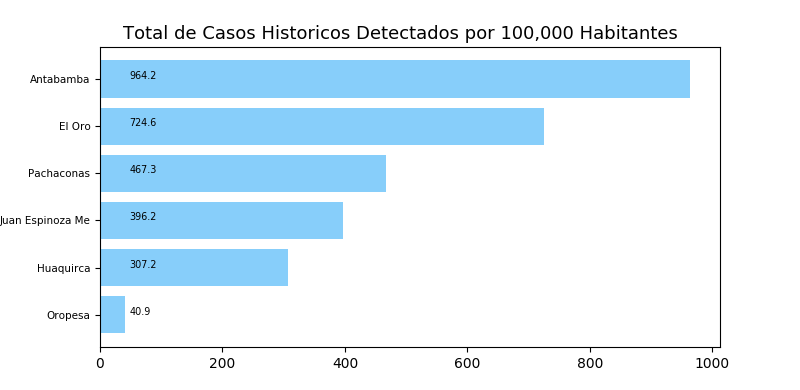 Total de Casos Historicos Detectados por 100,000 Habitantes
Antabamba 964.2
El Oro 724.6
Pachaconas 467.3
Juan Espinoza Me 396.2
Huaquirca 307.2
Oropesa 40.9
0 200 400 600 800 1000